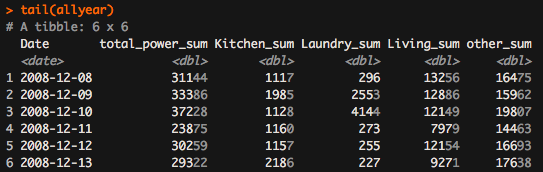 > tail(allyear)
# A tibble: 6 x 6
Date total_power_sum Kitchen_sum Laundry_sum Living_sum other_sum
<date> <dbl> <dbl> <dbl> <dbl> <dbl>
1 2008-12-08 31144 1117 296 13256 16475
2 2008-12-09 33386 1985 2553 12886 15962
3 2008-12-10 37228 1128 4144 12149 19807
4 2008-12-11 23875 1160 273 7979 14463
5 2008-12-12 30259 1157 255 12154 16693
6 2008-12-13 29322 2186 227 9271 17638